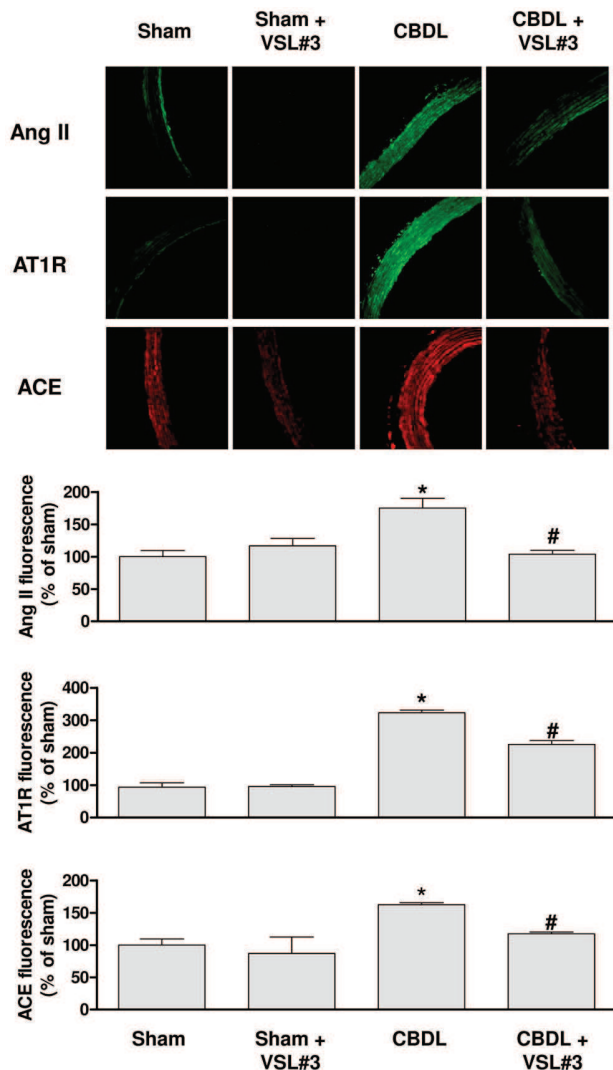 Sham
Sham +
VSL#3
CBDL
CBDL +
VSL#3
Ang II
AT1R
ACE
Ang II fluorescence
(% of sham)
200
150
100
50
0
*
#
AT1R fluorescence
(% of sham)
400
300
200
100
0
*
#
ACE fluorescence
(% of sham)
200
150
100
50
0
*
#
Sham
Sham +
VSL#3
CBDL
CBDL +
VSL#3